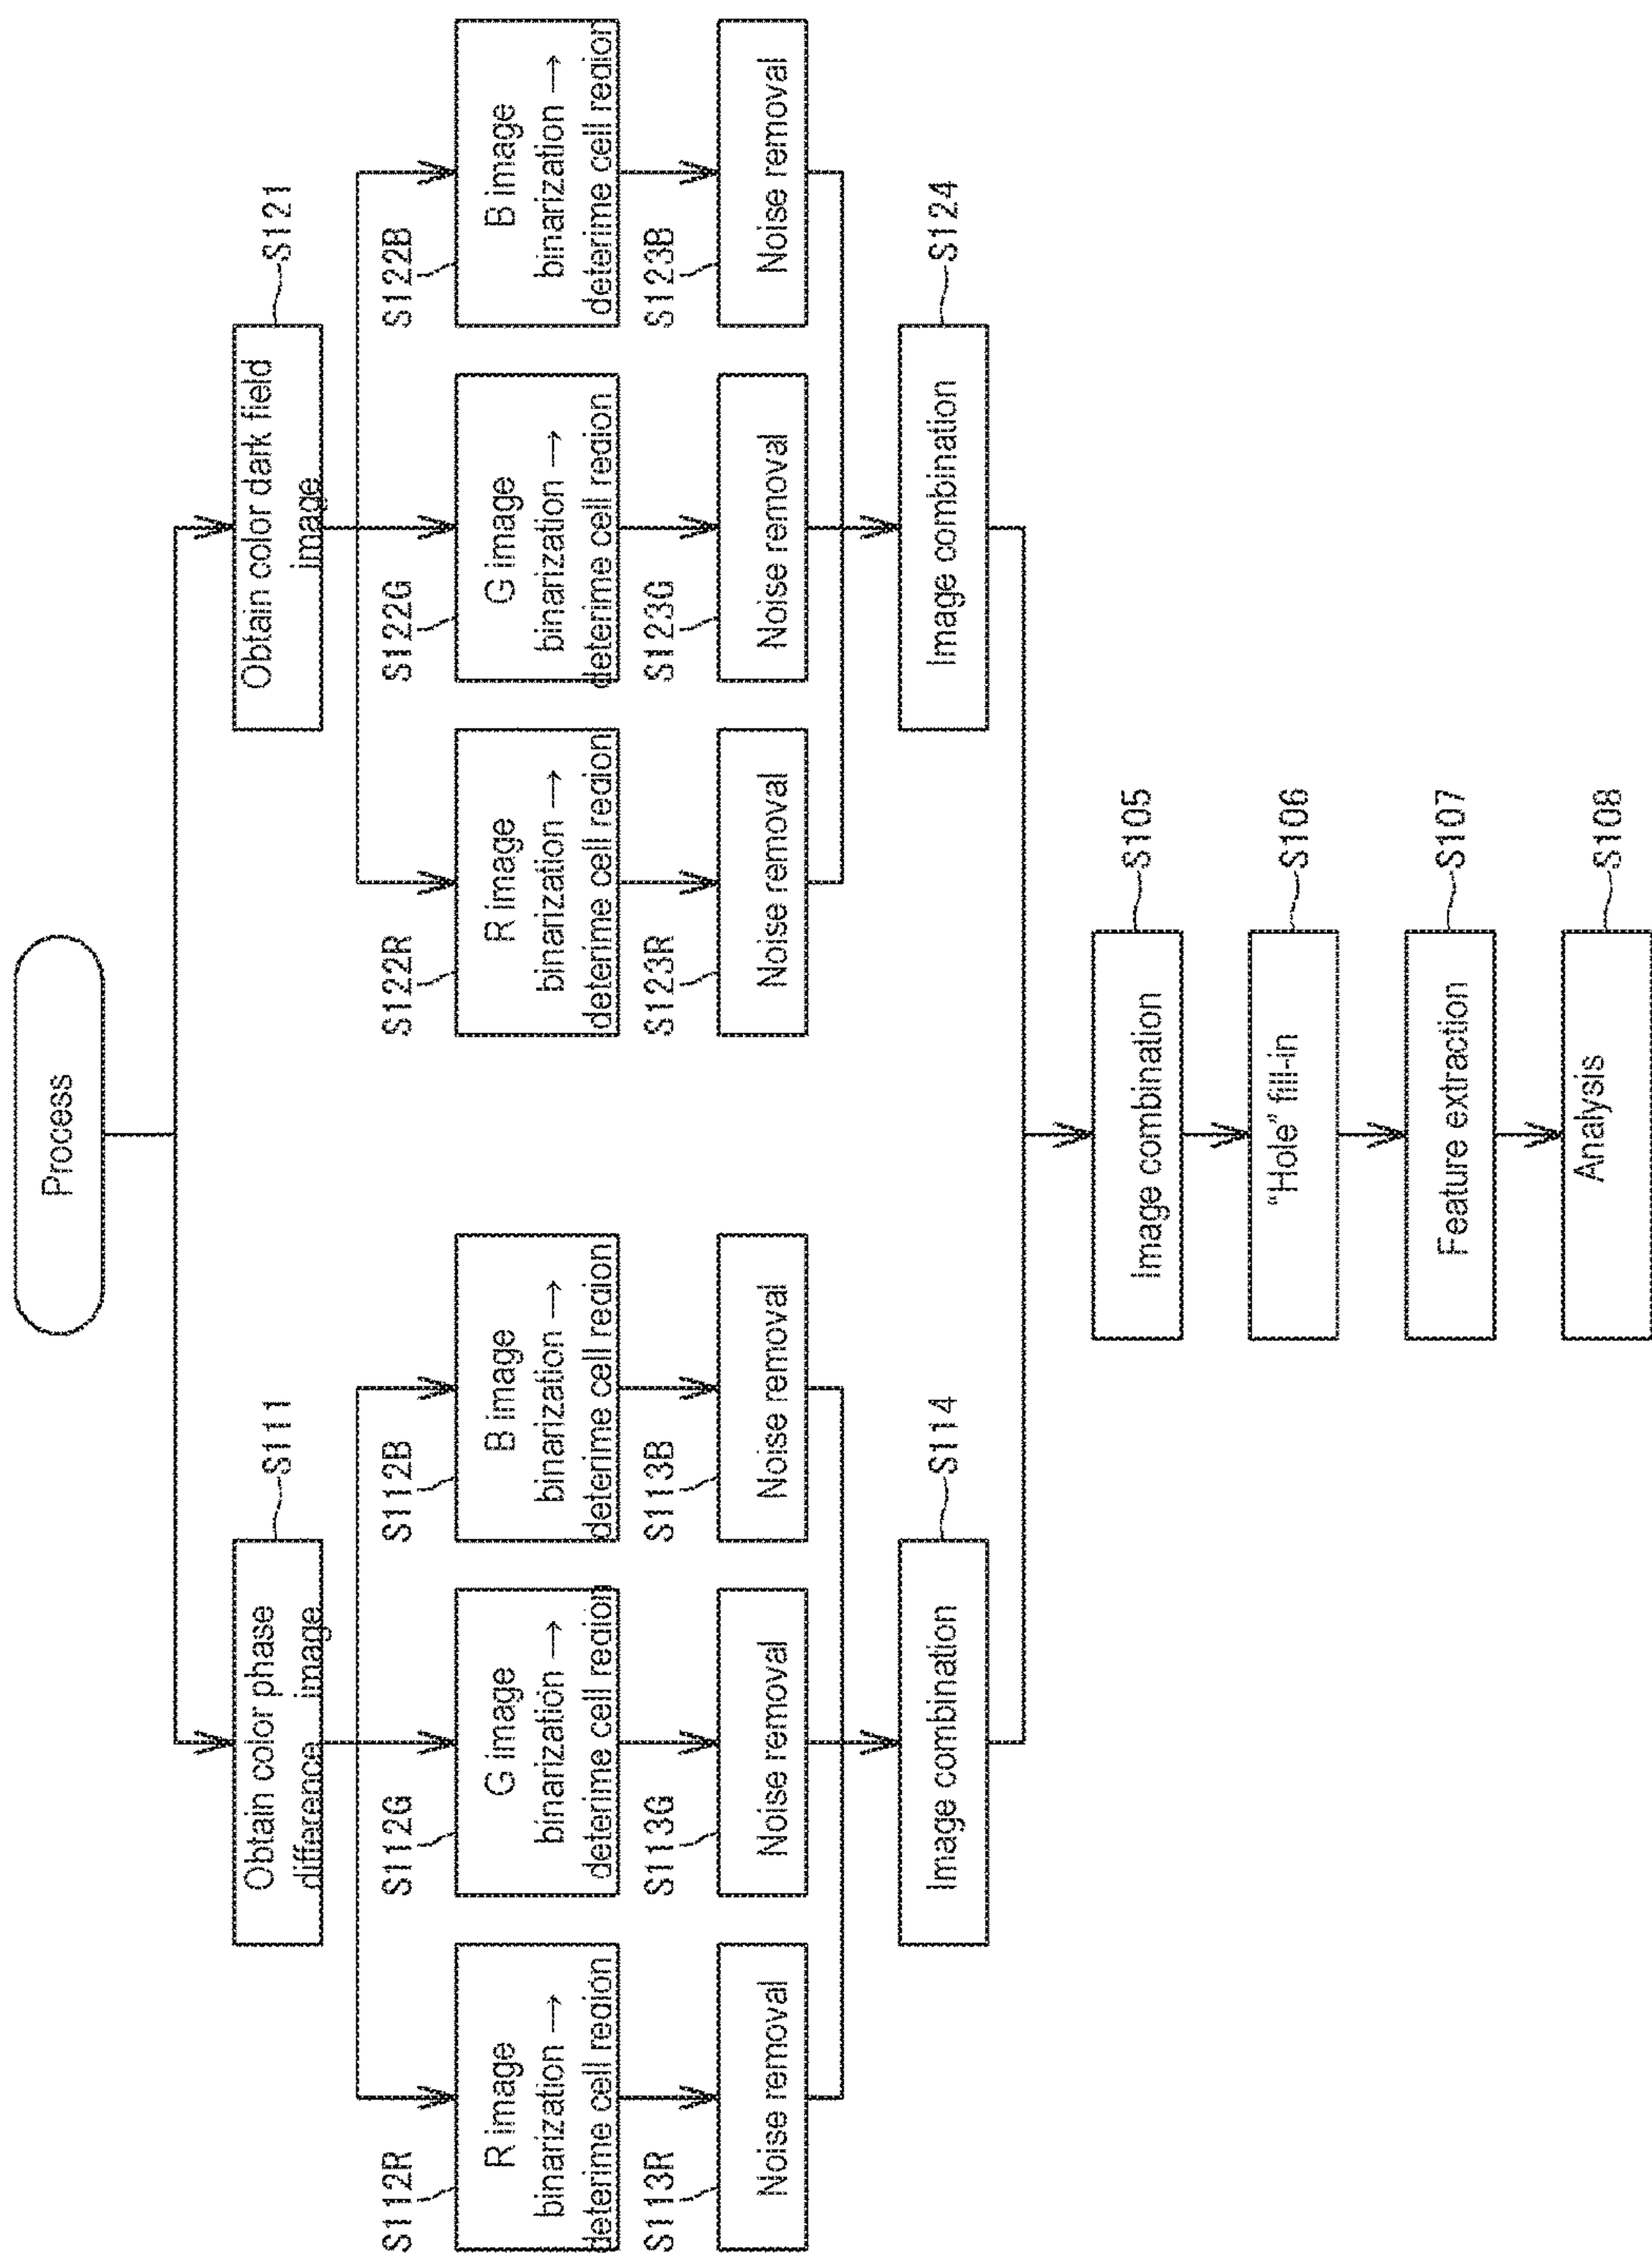 Process
Obtain color phase
difference image
S111
Obtain color dark field
image
S121
S112R
R image
binarization →
deterime cell region
S112G
G image
binarization →
deterime cell region
S112B
B image
binarization →
deterime cell region
S122R
R image
binarization →
deterime cell region
S122G
G image
binarization →
deterime cell region
S122B
B image
binarization →
deterime cell region
S113R
Noise removal
S113G
Noise removal
S113B
Noise removal
S123R
Noise removal
S123G
Noise removal
S123B
Noise removal
Image combination
S114
Image combination
S124
Image combination
S105
“Hole” fill-in
S106
Feature extraction
S107
Analysis
S108